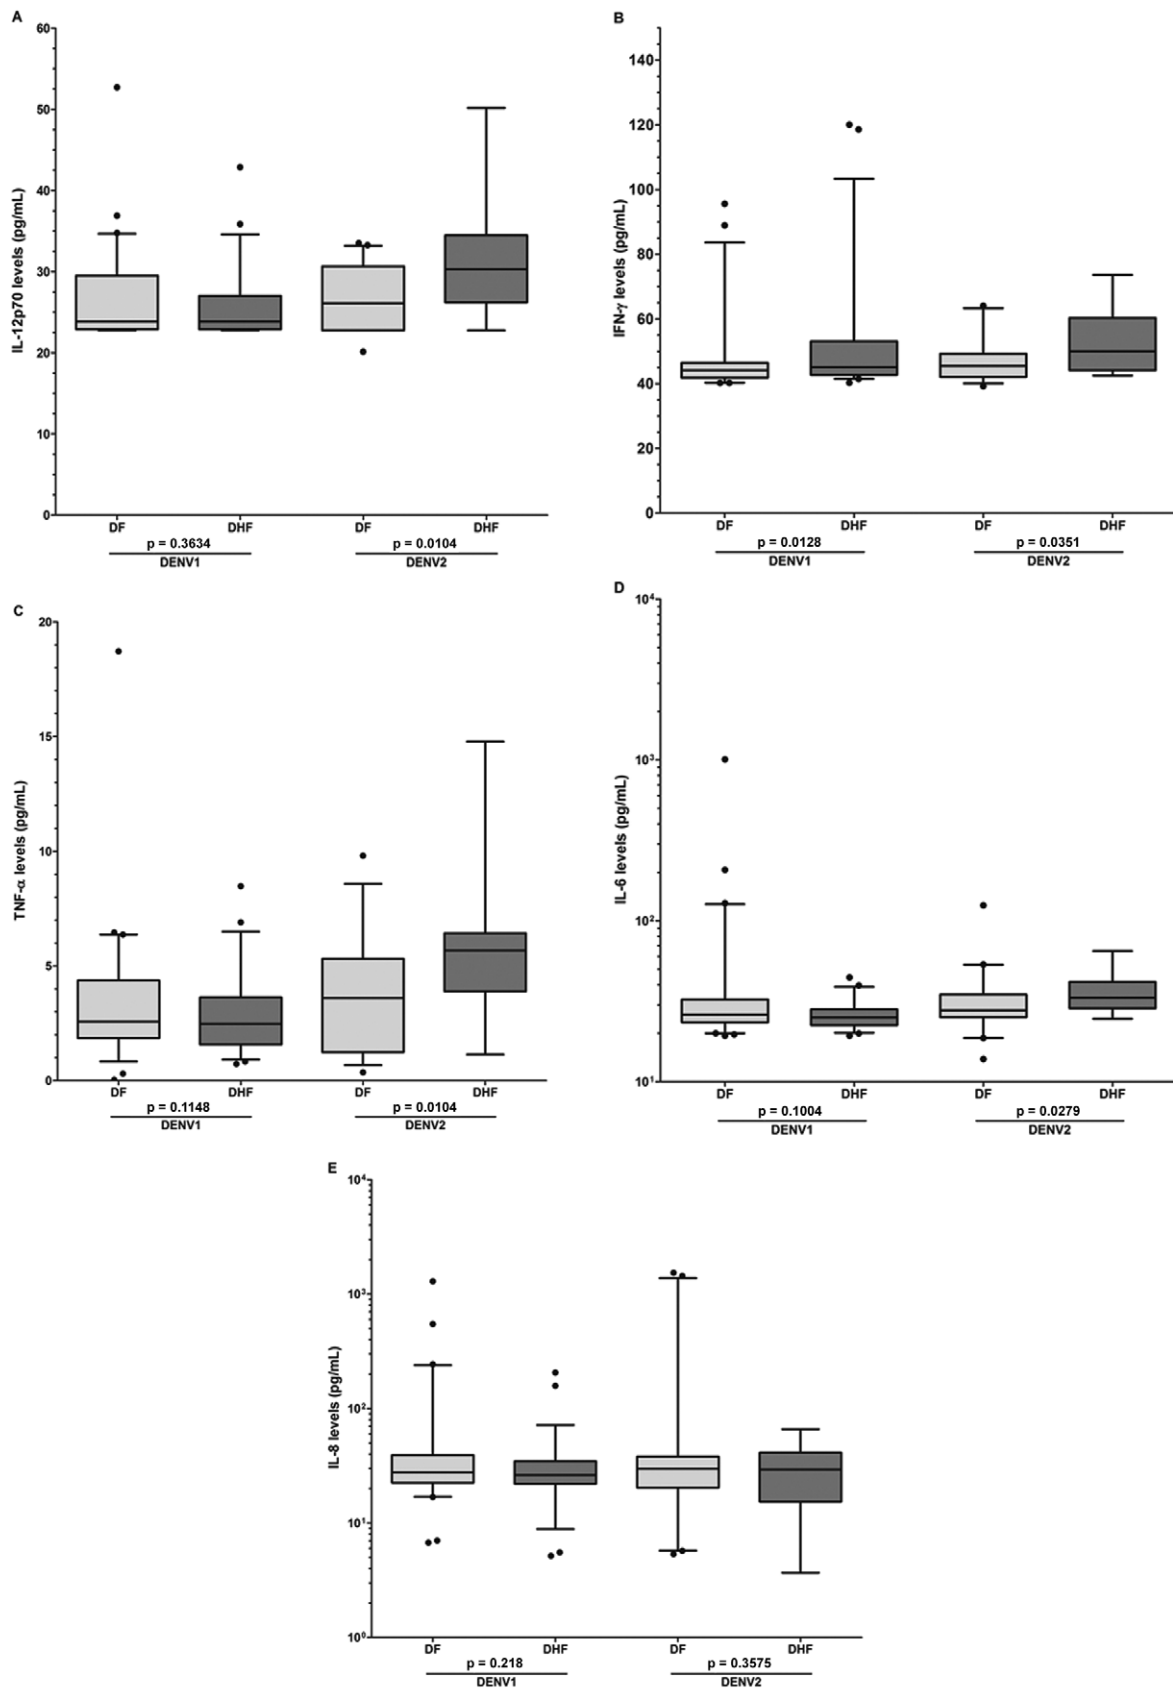 A
IL-12p70 levels (pg/mL)
60
50
40
30
20
10
0
DF DHF DF DHF
p = 0.3634 p = 0.0104
DENV1 DENV2
B
IFN-γ levels (pg/mL)
140
120
100
80
60
40
20
0
DF DHF DF DHF
p = 0.0128 p = 0.0351
DENV1 DENV2
C
TNF-α levels (pg/mL)
20
15
10
5
0
DF DHF DF DHF
p = 0.1148 p = 0.0104
DENV1 DENV2
D
IL-6 levels (pg/mL)
10⁴
10³
10²
10¹
DF DHF DF DHF
p = 0.1004 p = 0.0279
DENV1 DENV2
E
IL-8 levels (pg/mL)
10⁴
10³
10²
10¹
10⁰
DF DHF DF DHF
p = 0.218 p = 0.3575
DENV1 DENV2